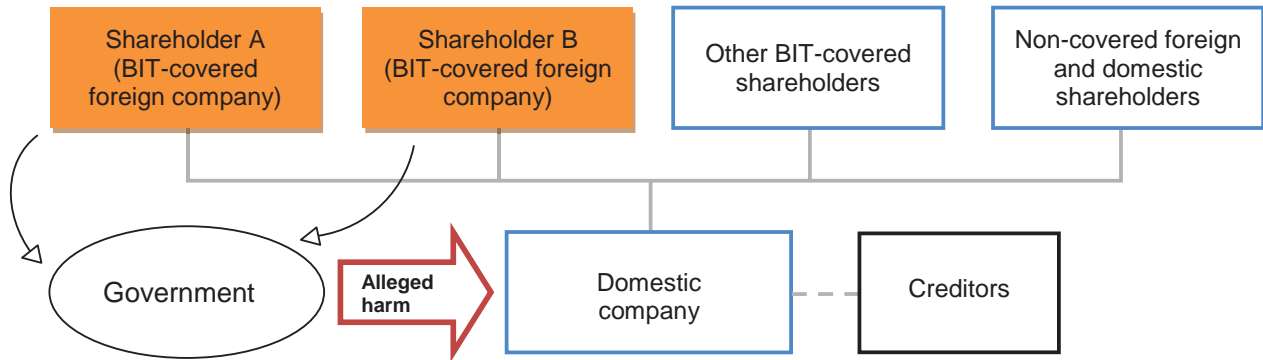 Shareholder A
(BIT-covered
foreign company)
Shareholder B
(BIT-covered foreign
company)
Other BIT-covered
shareholders
Non-covered foreign
and domestic
shareholders
Government
Alleged
harm
Domestic
company
Creditors